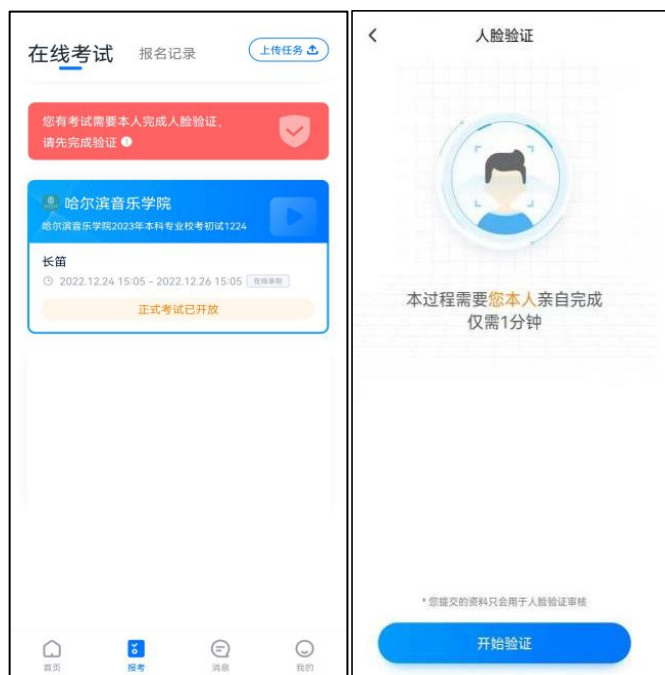 在线考试
报名记录
上传任务
您有考试需要本人完成人脸验证，
请先完成验证
哈尔滨音乐学院
哈尔滨音乐学院2023年本科专业校考初试1224
长笛
2022.12.24 15:05 - 2022.12.26 15:05 在线录制
正式考试已开放
首页
报考
消息
我的
人脸验证
本过程需要您本人亲自完成
仅需1分钟
* 您提交的资料只会用于人脸验证审核
开始验证